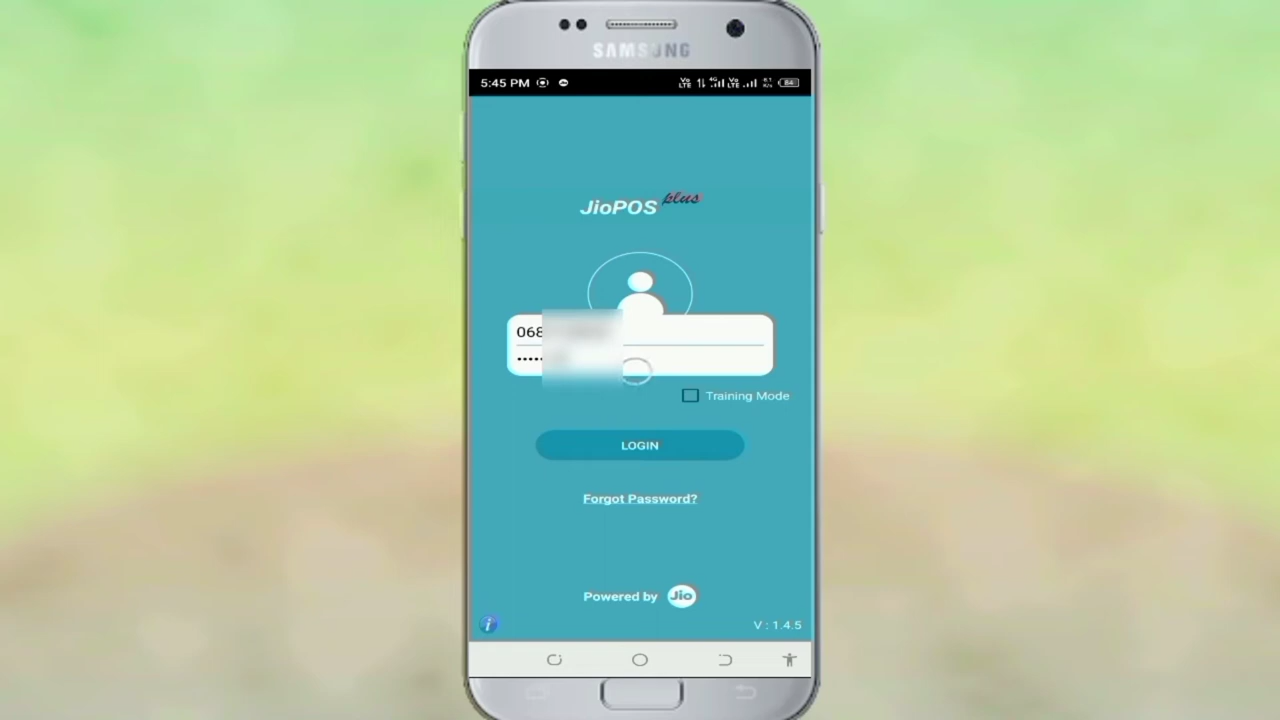 SAMSUNG
5:45 PM
JioPOS plus
068
Training Mode
LOGIN
Forgot Password?
Powered by Jio
V : 1.4.5